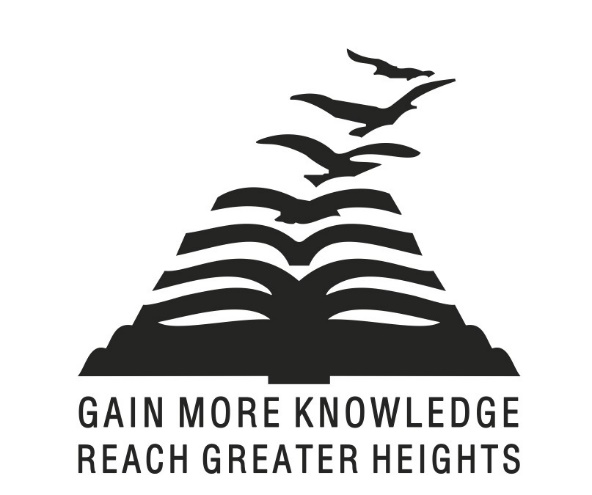 GAIN MORE KNOWLEDGE
REACH GREATER HEIGHTS